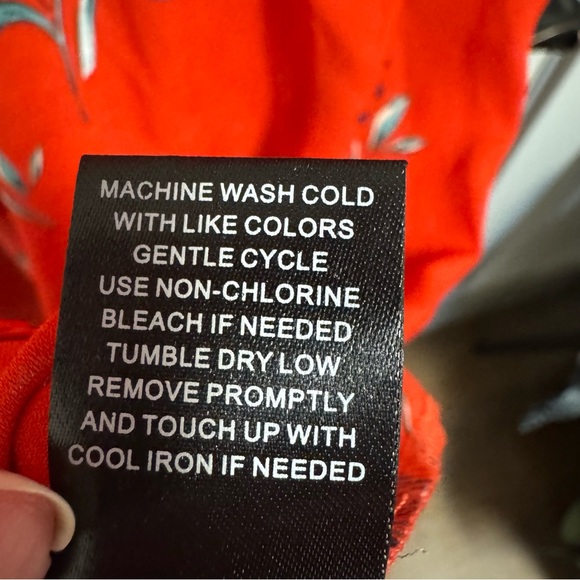 MACHINE WASH COLD
WITH LIKE COLORS
GENTLE CYCLE
USE NON-CHLORINE
BLEACH IF NEEDED
TUMBLE DRY LOW
REMOVE PROMPTLY
AND TOUCH UP WITH
COOL IRON IF NEEDED